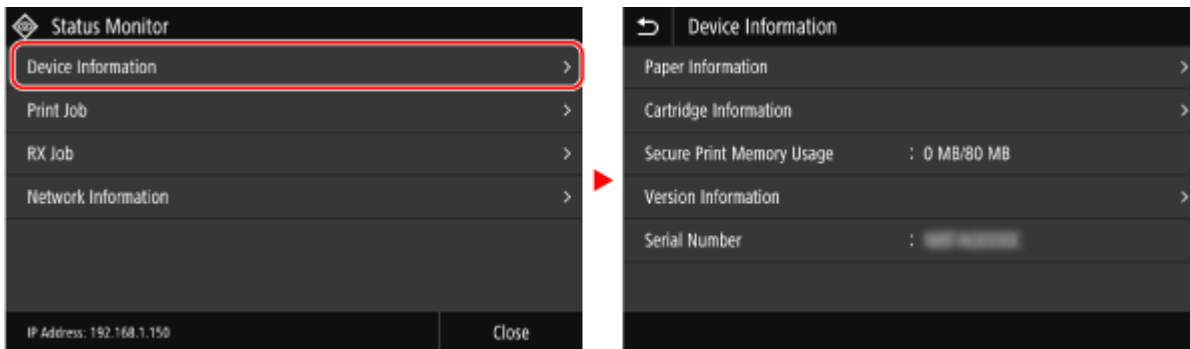 Status Monitor
Device Information
Print Job
RX Job
Network Information
IP Address: 192.168.1.150
Close
Device Information
Paper Information
Cartridge Information
Secure Print Memory Usage : 0 MB/80 MB
Version Information
Serial Number :